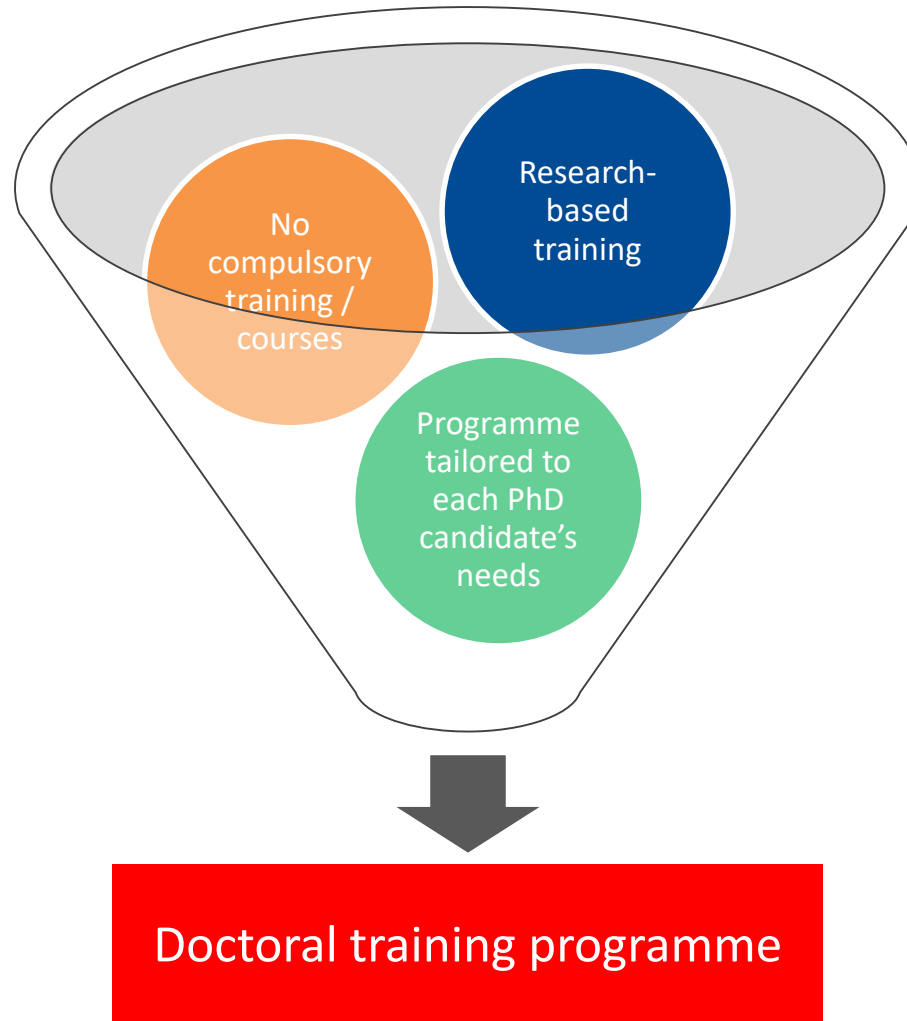 No
compulsory
training /
courses
Research-
based
training
Programme
tailored to
each PhD
candidate’s
needs
Doctoral training programme